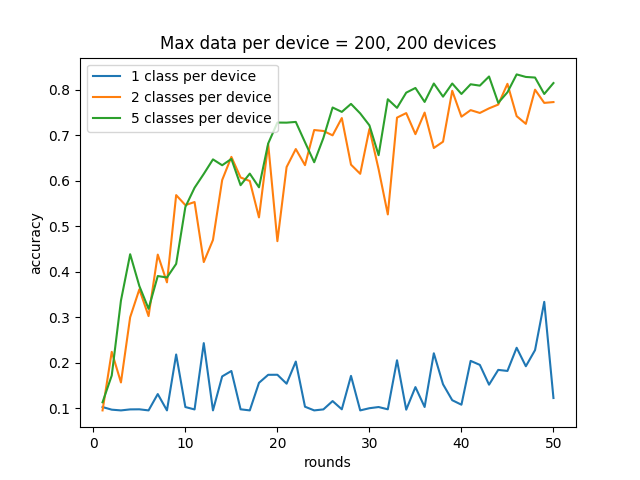 Max data per device = 200, 200 devices
1 class per device
2 classes per device
5 classes per device
accuracy
0.8
0.7
0.6
0.5
0.4
0.3
0.2
0.1
0 10 20 30 40 50
rounds